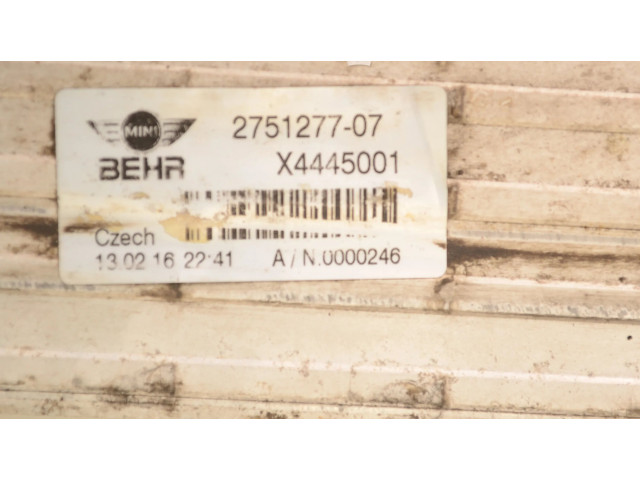 MINI 2751277-07
BEHR X4445001
Czech
13.02.16 22:41 A/N.0000246